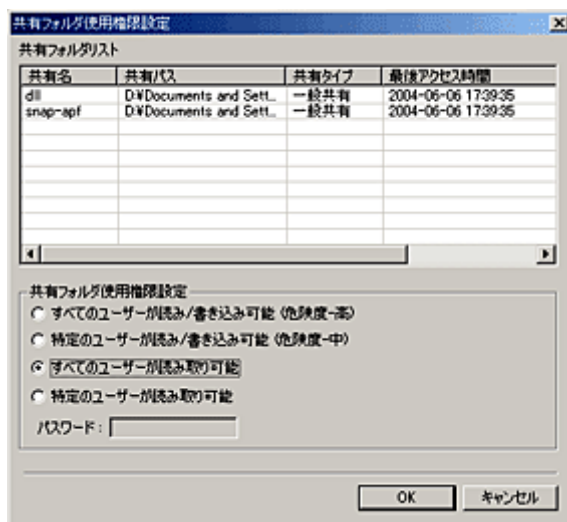 共有フォルダ使用権限設定
共有フォルダリスト
共有名 共有パス 共有タイプ 最後アクセス時間
dll D:¥Documents and Sett... 一般共有 2004-06-06 17:39:35
snap-apf D:¥Documents and Sett... 一般共有 2004-06-06 17:39:35
共有フォルダ使用権限設定
すべてのユーザーが読み/書き込み可能 (危険度-高)
特定のユーザーが読み/書き込み可能 (危険度-中)
すべてのユーザーが読み取り可能
特定のユーザーが読み取り可能
パスワード:
OK キャンセル